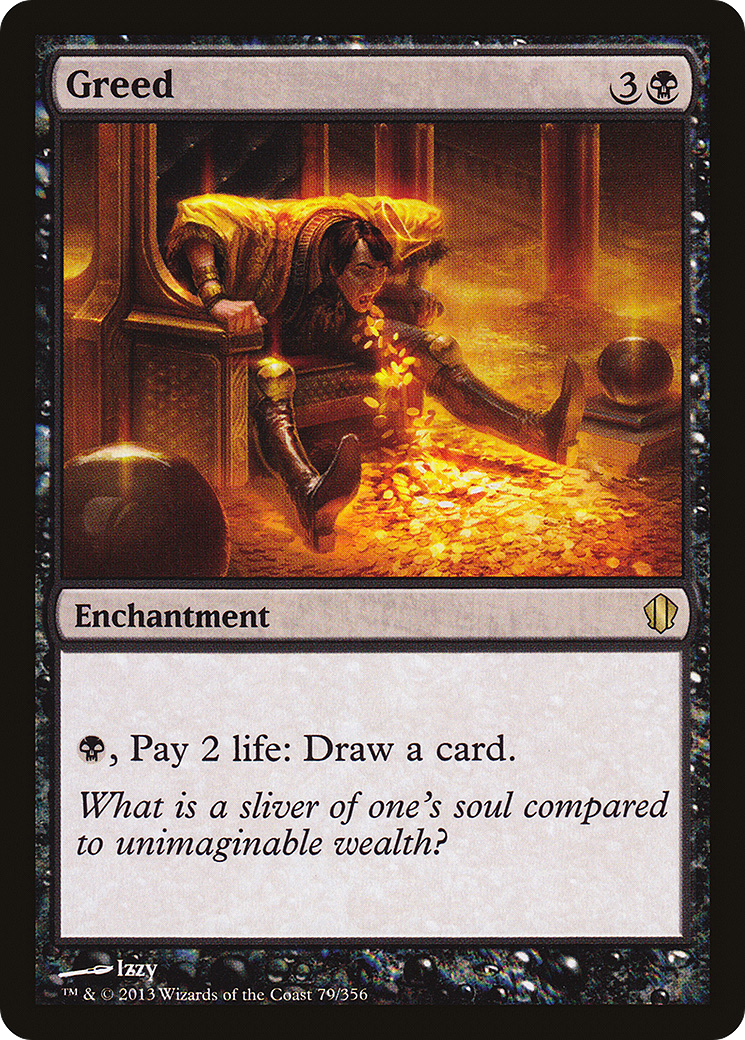 Greed 3
Enchantment
, Pay 2 life: Draw a card.
What is a sliver of one's soul compared
to unimaginable wealth?
Izzy
™ & © 2013 Wizards of the Coast 79/356